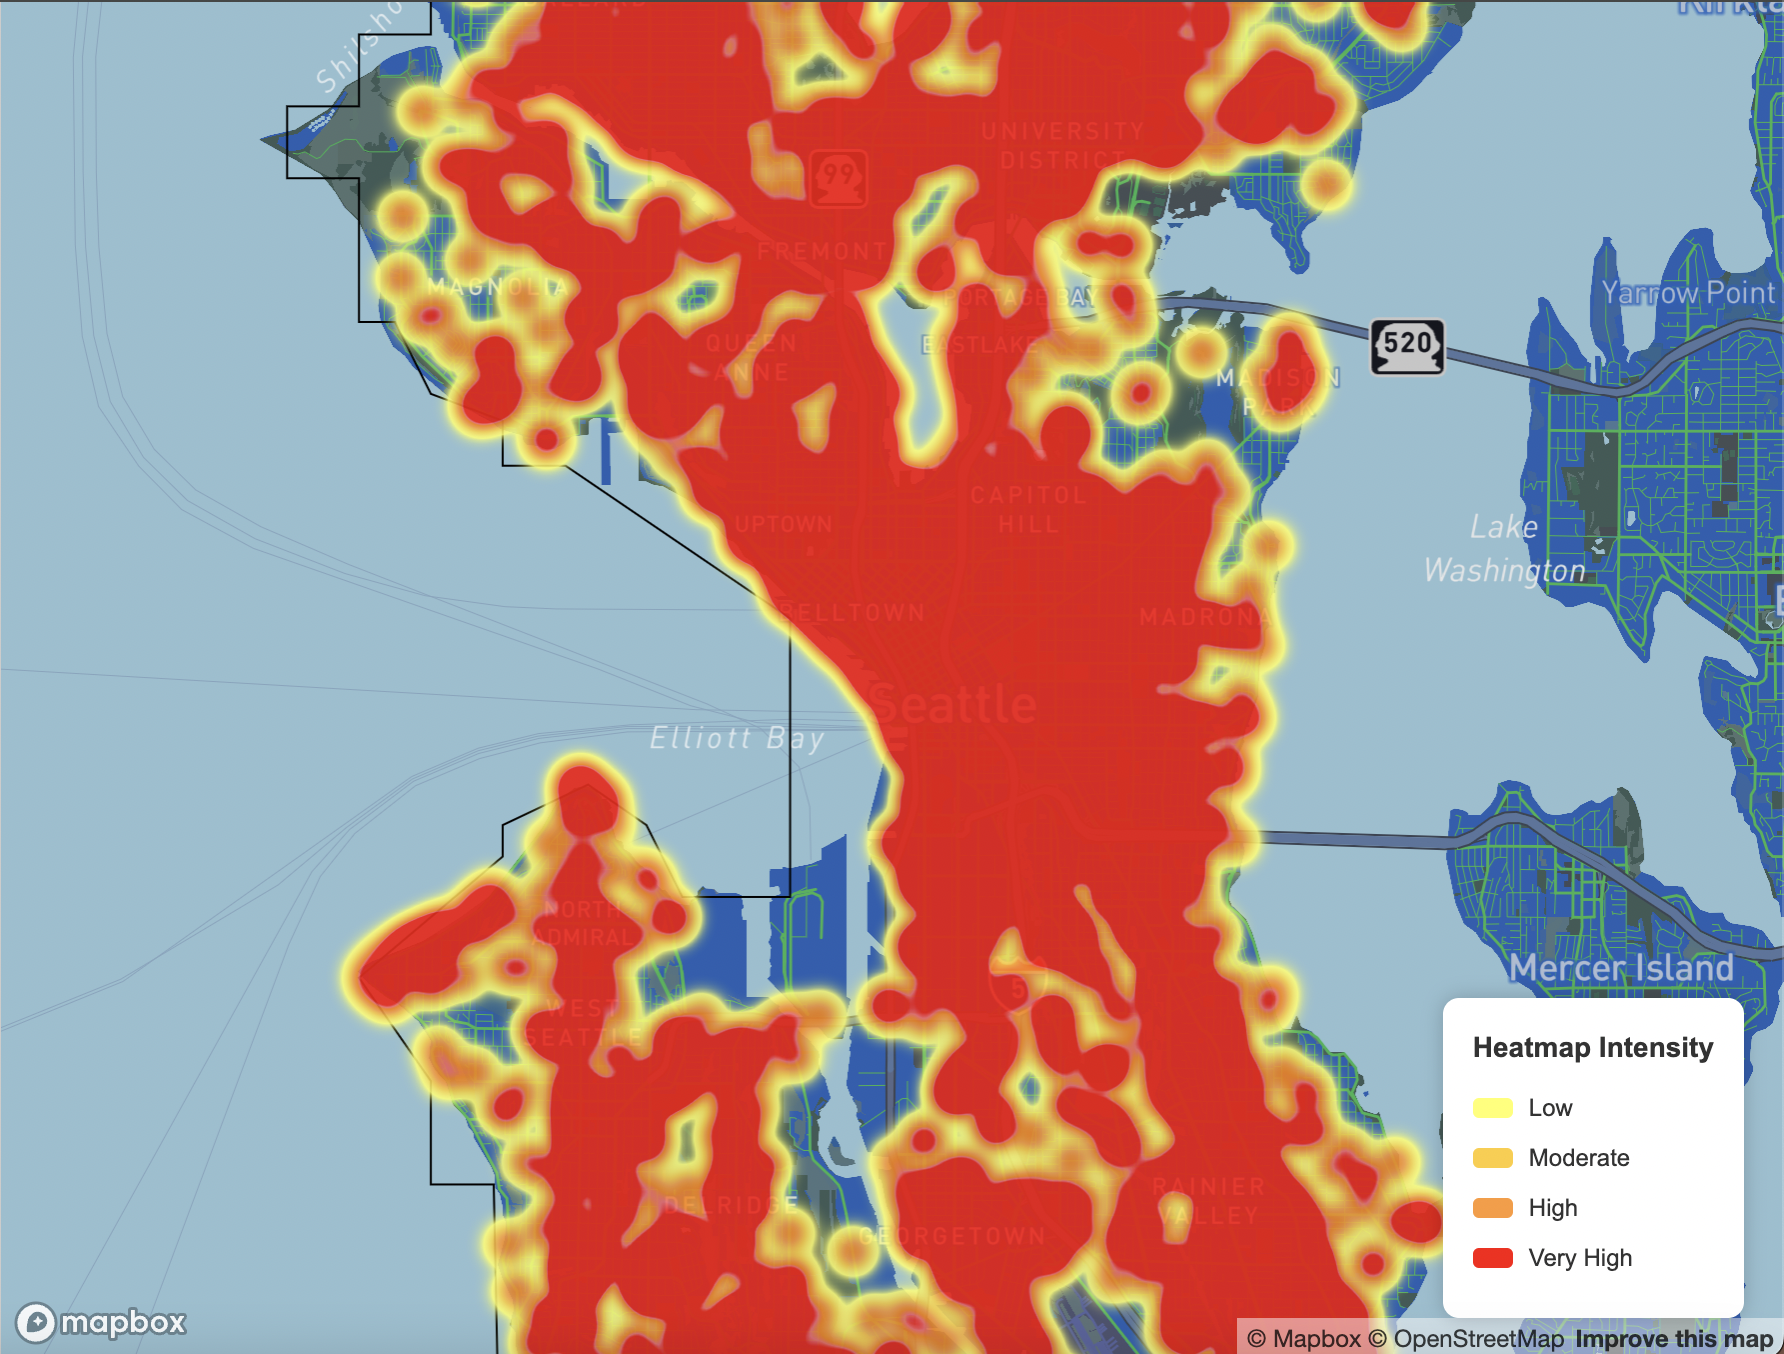 Shilsho
Kirkla
UNIVERSITY
DISTRICT
99
FREMONT
MAGNOLIA
PORTAGE BAY
Yarrow Point
QUEEN
ANNE
EASTLAKE
520
MADISON
PARK
CAPITOL
HILL
UPTOWN
Lake
Washington
BELLTOWN
MADRONA
Seattle
Elliott Bay
NORTH
ADMIRAL
5
Mercer Island
WEST
SEATTLE
DELRIDGE
GEORGETOWN
RAINIER
VALLEY
Heatmap Intensity
Low
Moderate
High
Very High
mapbox
© Mapbox © OpenStreetMap Improve this map